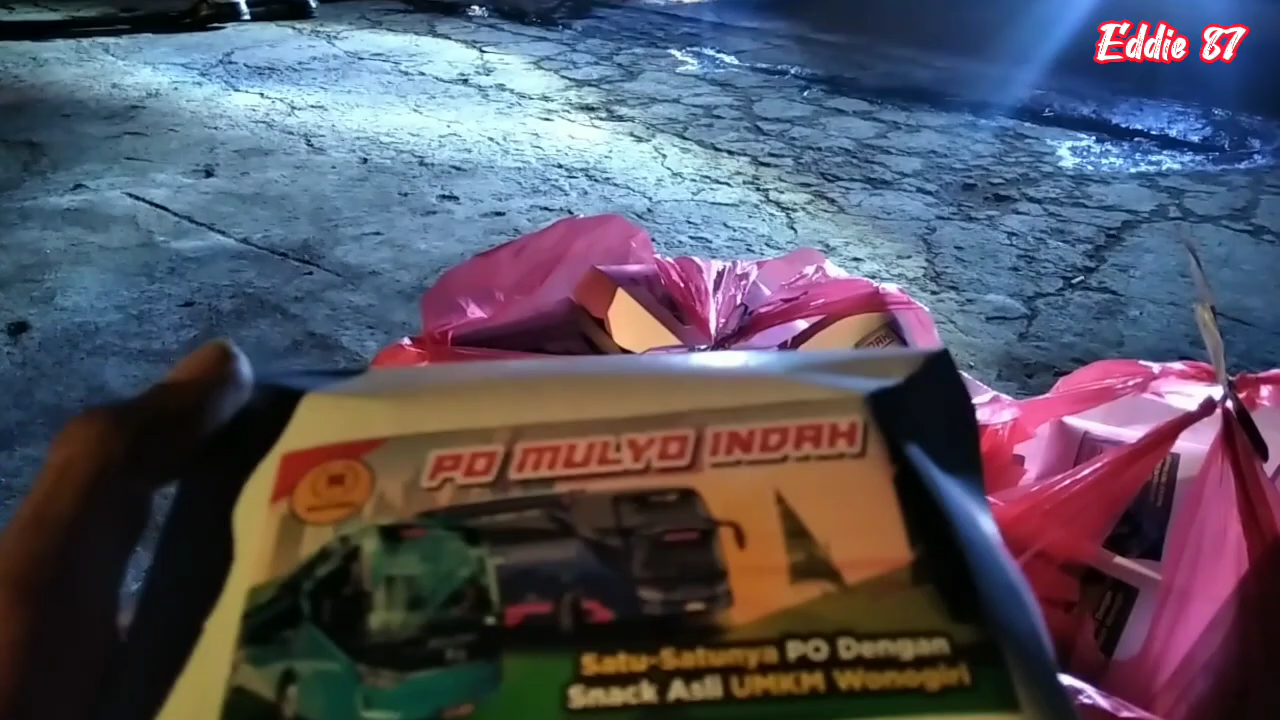 Eddie 87
PO MULYO INDAH
Satu-Satunya PO Dengan
Snack Asli UMKM Wonogiri